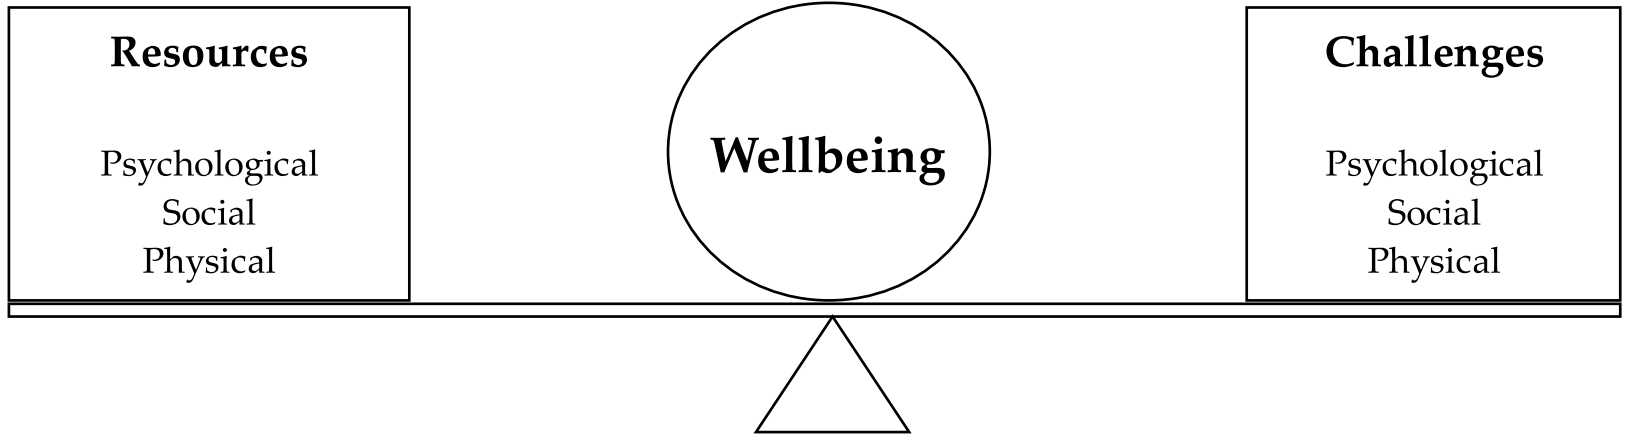 Resources
Psychological
Social
Physical
Wellbeing
Challenges
Psychological
Social
Physical